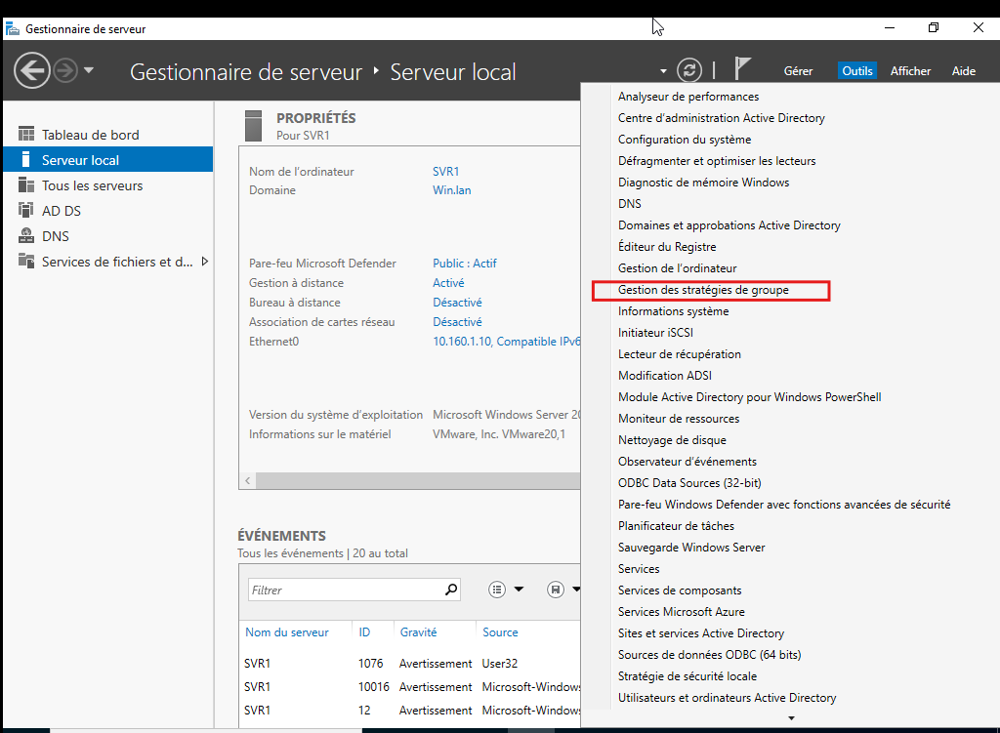 Gestionnaire de serveur
Gestionnaire de serveur
Serveur local
Gérer
Outils
Afficher
Aide
Tableau de bord
Serveur local
Tous les serveurs
AD DS
DNS
Services de fichiers et d...
PROPRIÉTÉS
Pour SVR1
Nom de l'ordinateur SVR1
Domaine Win.lan
Pare-feu Microsoft Defender Public : Actif
Gestion à distance Activé
Bureau à distance Désactivé
Association de cartes réseau Désactivé
Ethernet0 10.160.1.10, Compatible IPv6
Version du système d'exploitation Microsoft Windows Server 20
Informations sur le matériel VMware, Inc. VMware20,1
ÉVÉNEMENTS
Tous les événements | 20 au total
Filtrer
Nom du serveur ID Gravité Source
SVR1 1076 Avertissement User32
SVR1 10016 Avertissement Microsoft-Windows
SVR1 12 Avertissement Microsoft-Windows
Analyseur de performances
Centre d'administration Active Directory
Configuration du système
Défragmenter et optimiser les lecteurs
Diagnostic de mémoire Windows
DNS
Domaines et approbations Active Directory
Éditeur du Registre
Gestion de l'ordinateur
Gestion des stratégies de groupe
Informations système
Initiateur iSCSI
Lecteur de récupération
Modification ADSI
Module Active Directory pour Windows PowerShell
Moniteur de ressources
Nettoyage de disque
Observateur d'événements
ODBC Data Sources (32-bit)
Pare-feu Windows Defender avec fonctions avancées de sécurité
Planificateur de tâches
Sauvegarde Windows Server
Services
Services de composants
Services Microsoft Azure
Sites et services Active Directory
Sources de données ODBC (64 bits)
Stratégie de sécurité locale
Utilisateurs et ordinateurs Active Directory